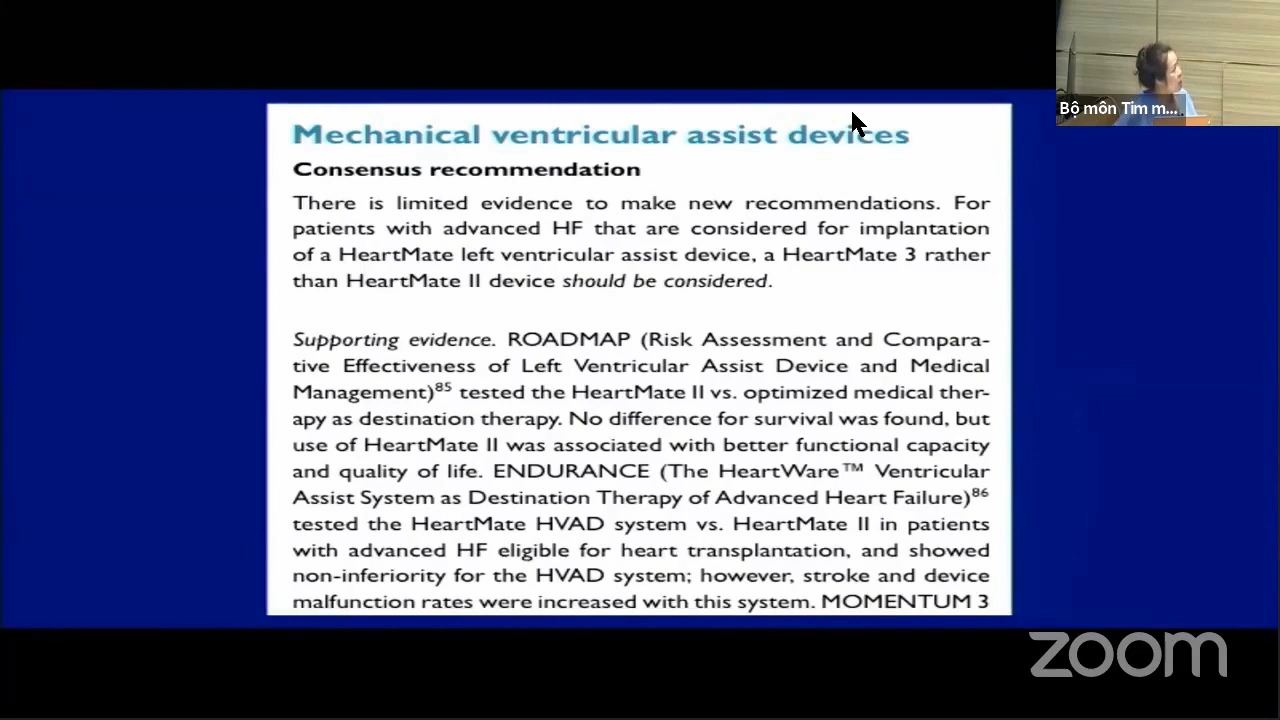 Mechanical ventricular assist devices
Consensus recommendation
There is limited evidence to make new recommendations. For
patients with advanced HF that are considered for implantation
of a HeartMate left ventricular assist device, a HeartMate 3 rather
than HeartMate II device should be considered.
Supporting evidence. ROADMAP (Risk Assessment and Compara-
tive Effectiveness of Left Ventricular Assist Device and Medical
Management)85 tested the HeartMate II vs. optimized medical ther-
apy as destination therapy. No difference for survival was found, but
use of HeartMate II was associated with better functional capacity
and quality of life. ENDURANCE (The HeartWare™ Ventricular
Assist System as Destination Therapy of Advanced Heart Failure)86
tested the HeartMate HVAD system vs. HeartMate II in patients
with advanced HF eligible for heart transplantation, and showed
non-inferiority for the HVAD system; however, stroke and device
malfunction rates were increased with this system. MOMENTUM 3
Bộ môn Tim m...
zoom